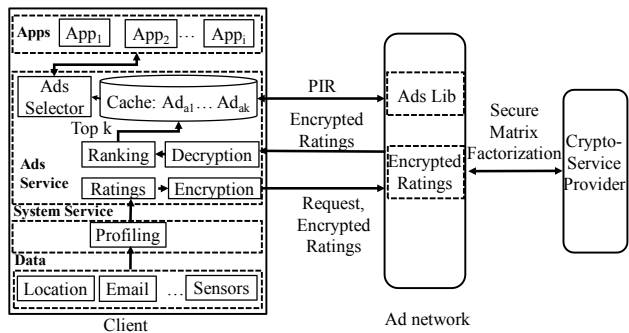 Apps App1 App2 ... Appi
Ads
Selector
Cache: Ada1... Adak
Top k
Ranking
Decryption
Ads
Service
Ratings
Encryption
System Service
Profiling
Data
Location
Email
...
Sensors
Client
PIR
Encrypted
Ratings
Request,
Encrypted
Ratings
Ads Lib
Encrypted
Ratings
Ad network
Secure
Matrix
Factorization
Crypto-
Service
Provider